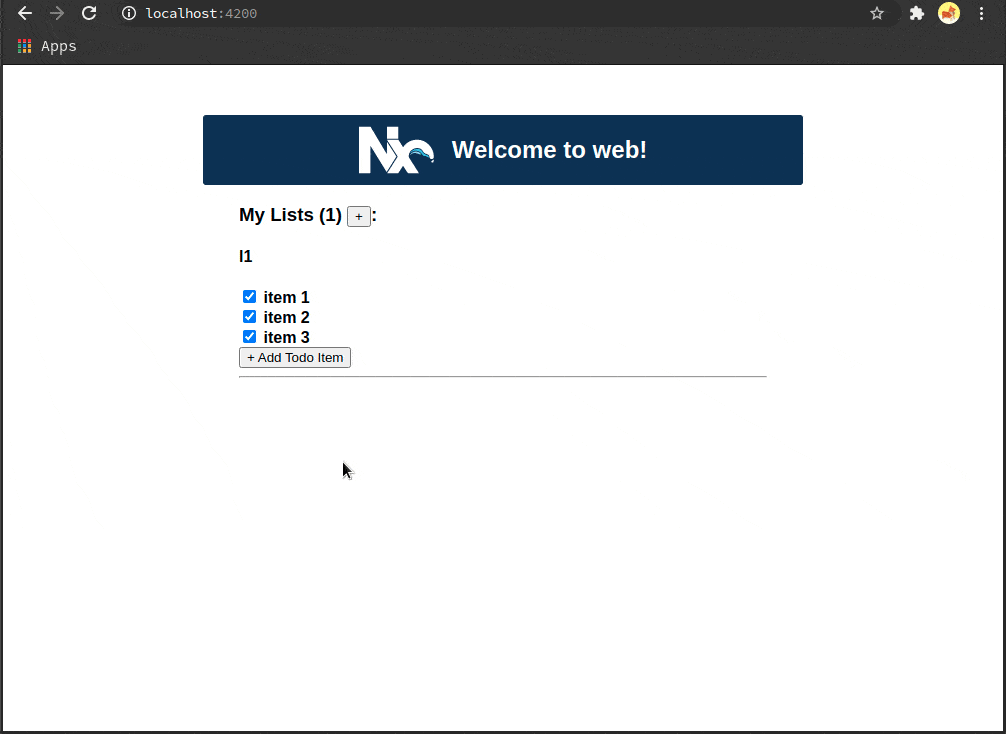 localhost:4200
Apps
Nx Welcome to web!
My Lists (1) + :
l1
item 1
item 2
item 3
+ Add Todo Item